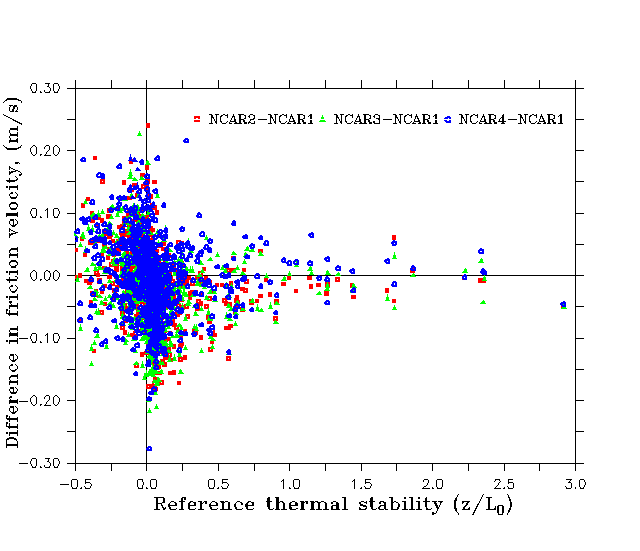 NCAR2-NCAR1 NCAR3-NCAR1 NCAR4-NCAR1
Difference in friction velocity, (m/s)
0.30
0.20
0.10
0.00
-0.10
-0.20
-0.30
-0.5 0.0 0.5 1.0 1.5 2.0 2.5 3.0
Reference thermal stability (z/L0)